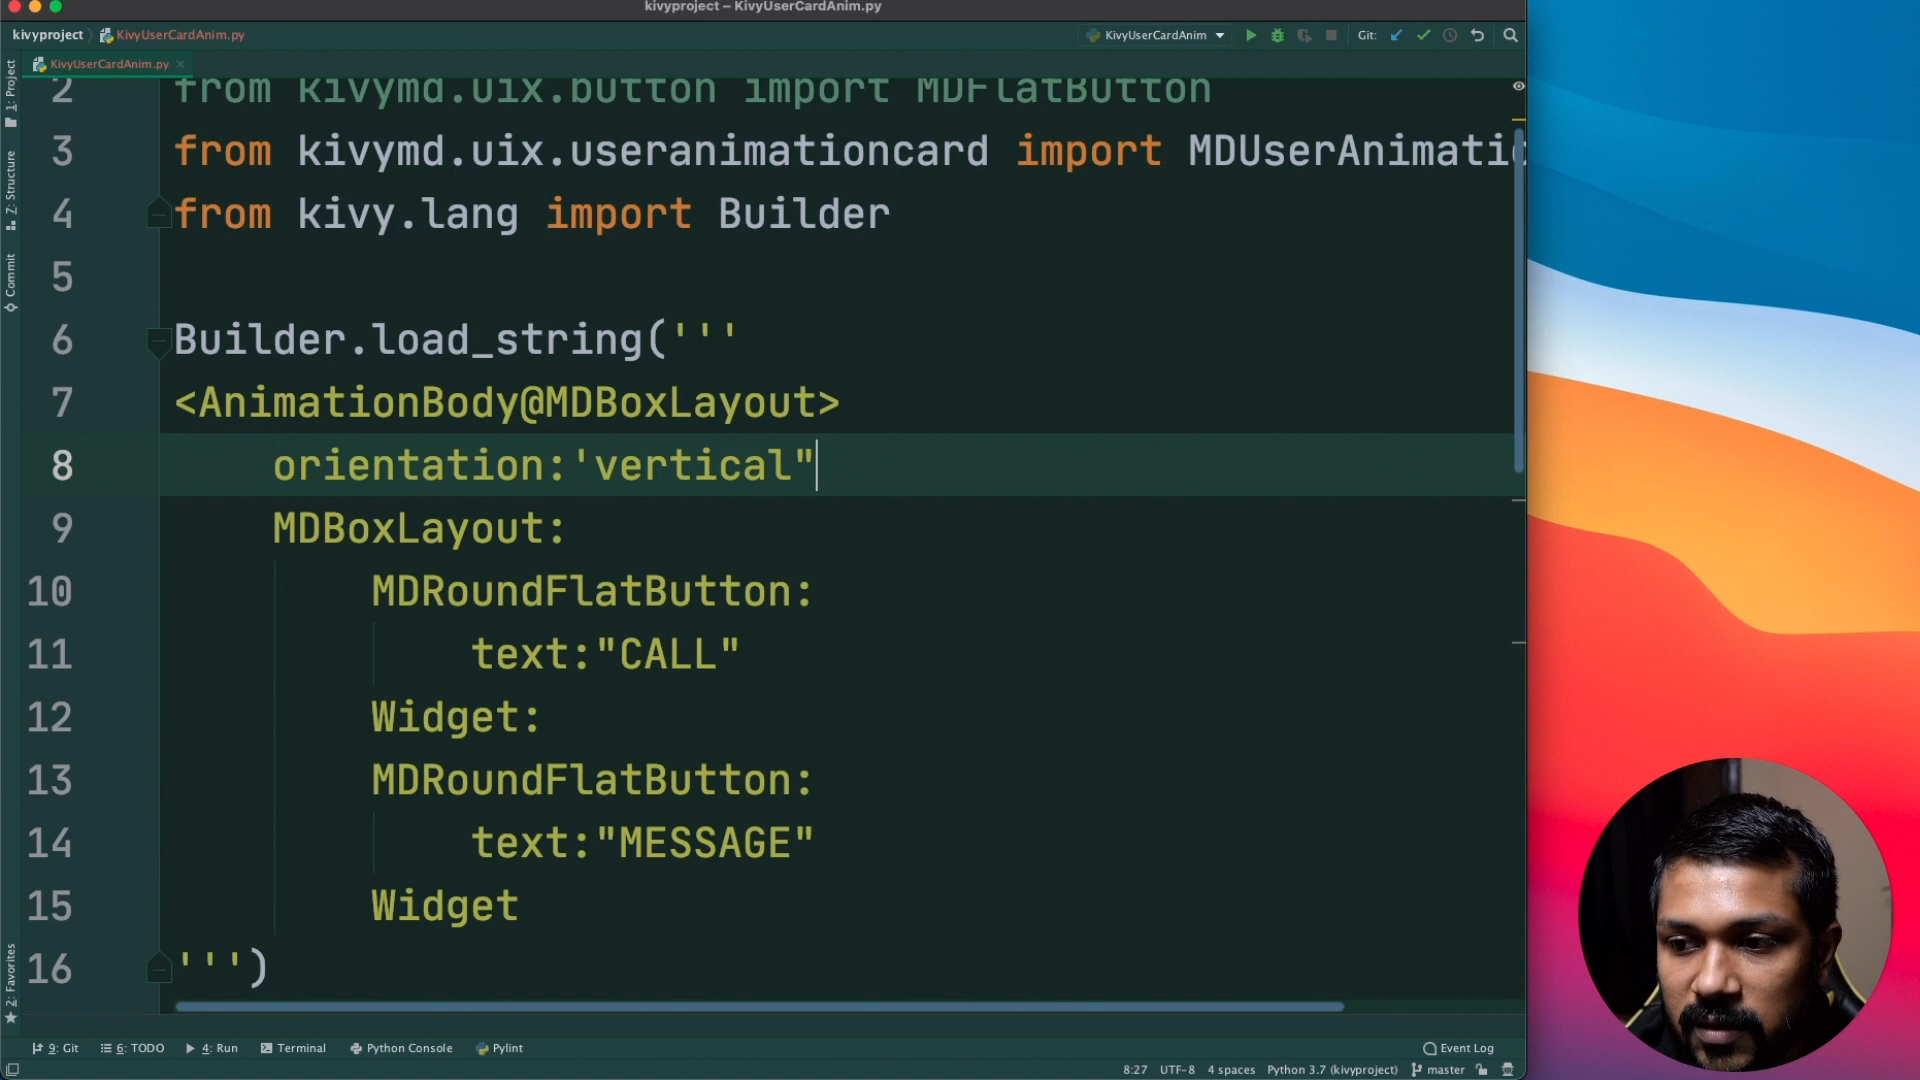 kivyproject – KivyUserCardAnim.py
kivyproject KivyUserCardAnim.py KivyUserCardAnim Git:
KivyUserCardAnim.py
1: Project
Z: Structure
Commit
2: Favorites
2 from kivymd.uix.button import MDFlatButton
3 from kivymd.uix.useranimationcard import MDUserAnimatio
4 from kivy.lang import Builder
5
6 Builder.load_string('''
7 <AnimationBody@MDBoxLayout>
8 orientation:'vertical"
9 MDBoxLayout:
10 MDRoundFlatButton:
11 text:"CALL"
12 Widget:
13 MDRoundFlatButton:
14 text:"MESSAGE"
15 Widget
16 ''')
9: Git 6: TODO 4: Run Terminal Python Console Pylint Event Log
8:27 UTF-8 4 spaces Python 3.7 (kivyproject) master